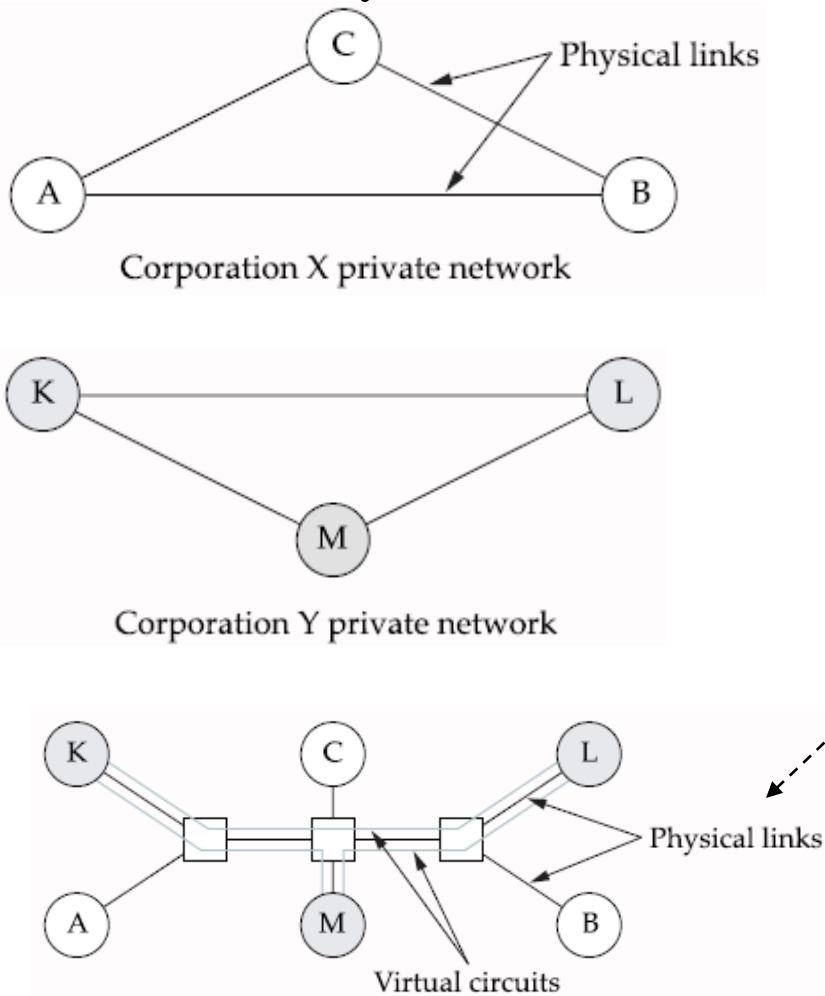 C
Physical links
A
B
Corporation X private network
K
L
M
Corporation Y private network
K
C
L
Physical links
A
M
B
Virtual circuits